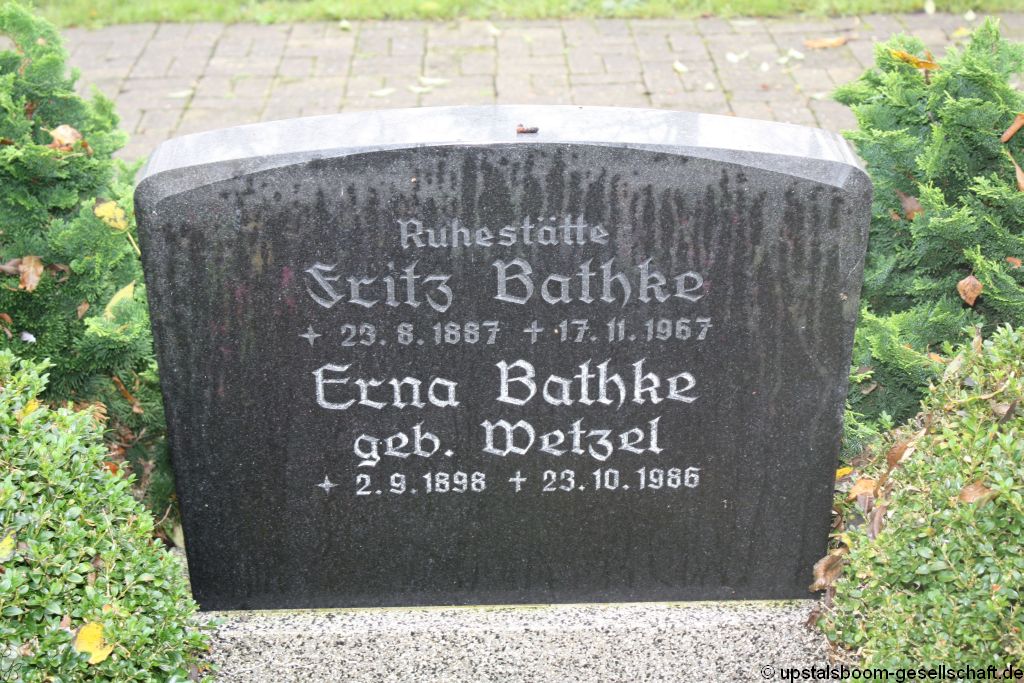 Ruhestätte
Fritz Bathke
+ 23.8.1887 † 17.11.1967
Erna Bathke
geb. Wetzel
+ 2.9.1898 † 23.10.1986
© upstalsboom-gesellschaft.de